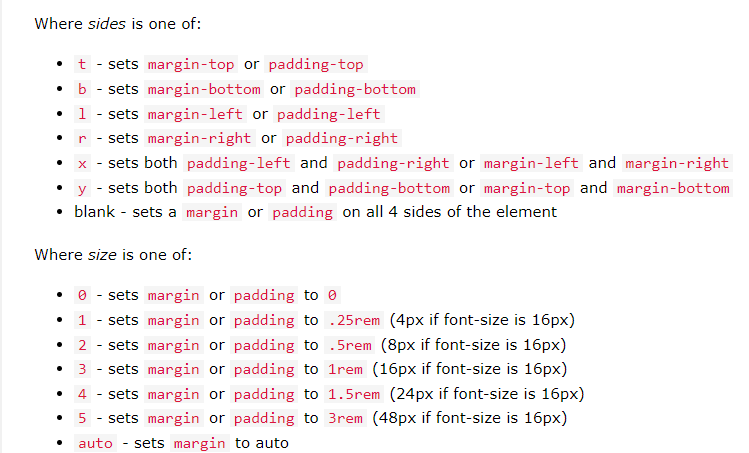 Where sides is one of:
t - sets margin-top or padding-top
b - sets margin-bottom or padding-bottom
l - sets margin-left or padding-left
r - sets margin-right or padding-right
x - sets both padding-left and padding-right or margin-left and margin-right
y - sets both padding-top and padding-bottom or margin-top and margin-bottom
blank - sets a margin or padding on all 4 sides of the element
Where size is one of:
0 - sets margin or padding to 0
1 - sets margin or padding to .25rem (4px if font-size is 16px)
2 - sets margin or padding to .5rem (8px if font-size is 16px)
3 - sets margin or padding to 1rem (16px if font-size is 16px)
4 - sets margin or padding to 1.5rem (24px if font-size is 16px)
5 - sets margin or padding to 3rem (48px if font-size is 16px)
auto - sets margin to auto